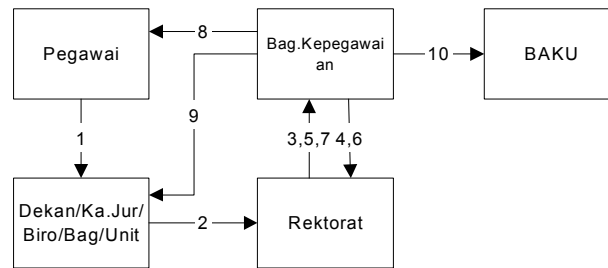 Pegawai
8
Bag.Kepegawai
an
10
BAKU
9
1
3,5,7
4,6
Dekan/Ka.Jur/
Biro/Bag/Unit
2
Rektorat